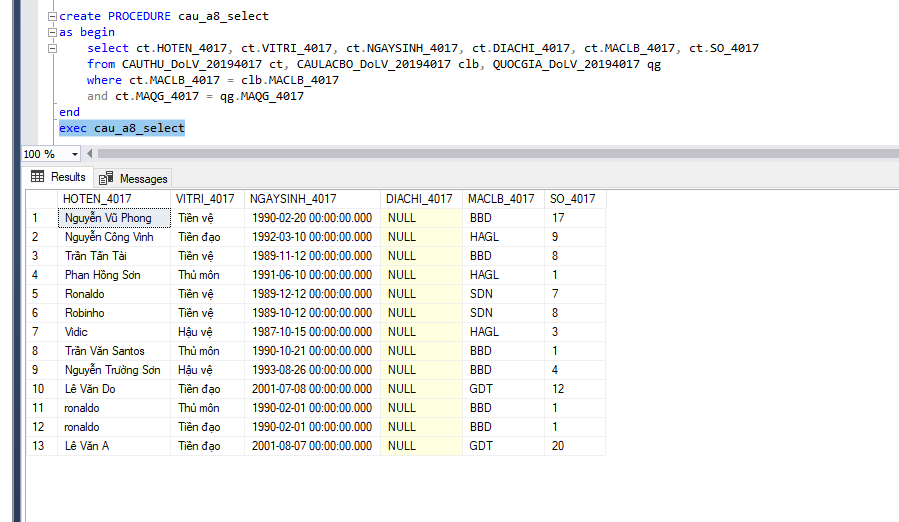 create PROCEDURE cau_a8_select
as begin
select ct.HOTEN_4017, ct.VITRI_4017, ct.NGAYSINH_4017, ct.DIACHI_4017, ct.MACLB_4017, ct.SO_4017
from CAUTHU_DoLV_20194017 ct, CAULACBO_DoLV_20194017 clb, QUOCGIA_DoLV_20194017 qg
where ct.MACLB_4017 = clb.MACLB_4017
and ct.MAQG_4017 = qg.MAQG_4017
end
exec cau_a8_select
100 %
Results Messages
HOTEN_4017 VITRI_4017 NGAYSINH_4017 DIACHI_4017 MACLB_4017 SO_4017
1 Nguyễn Vũ Phong Tiền vệ 1990-02-20 00:00:00.000 NULL BBD 17
2 Nguyễn Công Vinh Tiền đạo 1992-03-10 00:00:00.000 NULL HAGL 9
3 Trần Tấn Tài Tiền vệ 1989-11-12 00:00:00.000 NULL BBD 8
4 Phan Hồng Sơn Thủ môn 1991-06-10 00:00:00.000 NULL HAGL 1
5 Ronaldo Tiền vệ 1989-12-12 00:00:00.000 NULL SDN 7
6 Robinho Tiền vệ 1989-10-12 00:00:00.000 NULL SDN 8
7 Vidic Hậu vệ 1987-10-15 00:00:00.000 NULL HAGL 3
8 Trần Văn Santos Thủ môn 1990-10-21 00:00:00.000 NULL BBD 1
9 Nguyễn Trường Sơn Hậu vệ 1993-08-26 00:00:00.000 NULL BBD 4
10 Lê Văn Do Tiền đạo 2001-07-08 00:00:00.000 NULL GDT 12
11 ronaldo Thủ môn 1990-02-01 00:00:00.000 NULL BBD 1
12 ronaldo Tiền đạo 1990-02-01 00:00:00.000 NULL BBD 1
13 Lê Văn A Tiền đạo 2001-08-07 00:00:00.000 NULL GDT 20